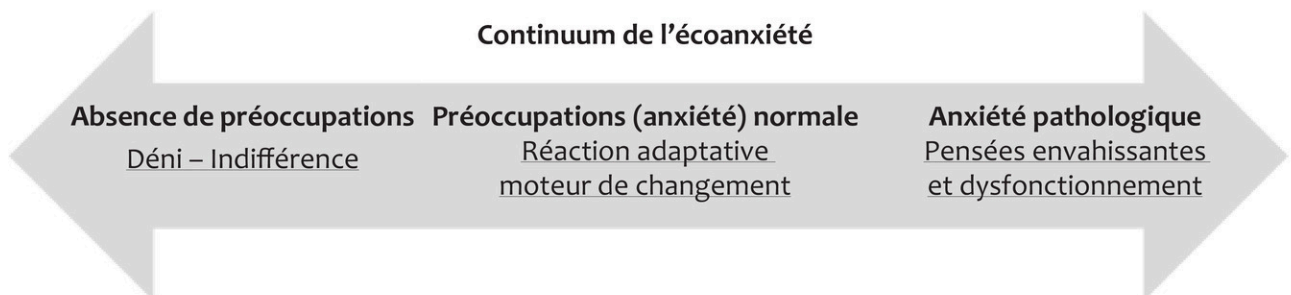 Continuum de l’écoanxiété
Absence de préoccupations
Déni – Indifférence
Préoccupations (anxiété) normale
Réaction adaptative
moteur de changement
Anxiété pathologique
Pensées envahissantes
et dysfonctionnement